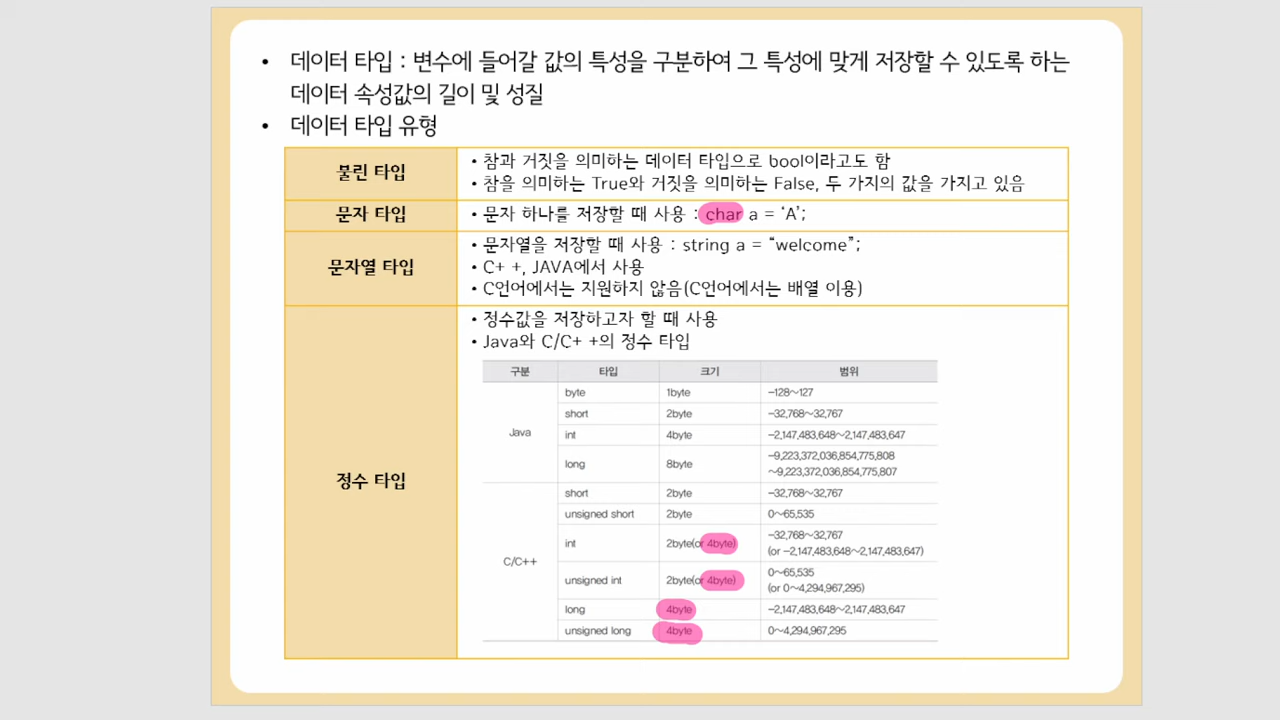 • 데이터 타입 : 변수에 들어갈 값의 특성을 구분하여 그 특성에 맞게 저장할 수 있도록 하는
데이터 속성값의 길이 및 성질
• 데이터 타입 유형
불린 타입
• 참과 거짓을 의미하는 데이터 타입으로 bool이라고도 함
• 참을 의미하는 True와 거짓을 의미하는 False, 두 가지의 값을 가지고 있음
문자 타입
• 문자 하나를 저장할 때 사용 : char a = ‘A’;
문자열 타입
• 문자열을 저장할 때 사용 : string a = “welcome”;
• C+ +, JAVA에서 사용
• C언어에서는 지원하지 않음(C언어에서는 배열 이용)
정수 타입
• 정수값을 저장하고자 할 때 사용
• Java와 C/C+ +의 정수 타입
구분 타입 크기 범위
Java
byte 1byte -128~127
short 2byte -32,768~32,767
int 4byte -2,147,483,648~2,147,483,647
long 8byte -9,223,372,036,854,775,808
~9,223,372,036,854,775,807
C/C++
short 2byte -32,768~32,767
unsigned short 2byte 0~65,535
int 2byte(or 4byte) -32,768~32,767
(or -2,147,483,648~2,147,483,647)
unsigned int 2byte(or 4byte) 0~65,535
(or 0~4,294,967,295)
long 4byte -2,147,483,648~2,147,483,647
unsigned long 4byte 0~4,294,967,295